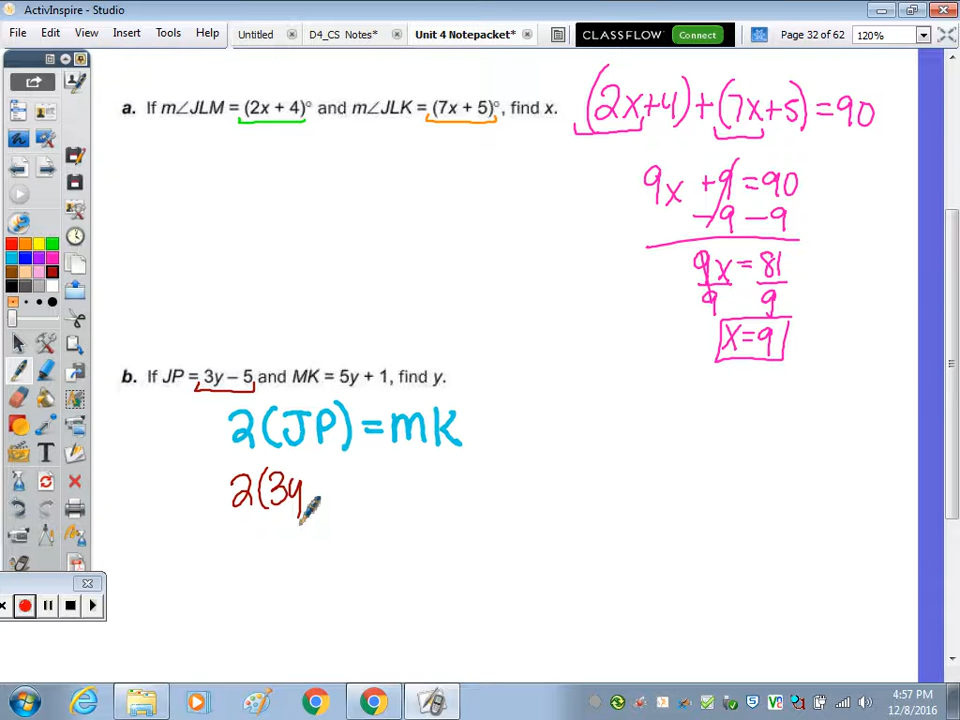 ActivInspire - Studio
File Edit View Insert Tools Help Untitled D4_CS Notes* Unit 4 Notepacket* CLASSFLOW Connect Page 32 of 62 120%
a. If m∠JLM = (2x + 4)° and m∠JLK = (7x + 5)°, find x.
(2x+4)+(7x+5)=90
9x +9=90
-9 -9
9x = 81
9 9
x=9
b. If JP = 3y – 5 and MK = 5y + 1, find y.
2(JP)=mK
2(3y
4:57 PM
12/8/2016